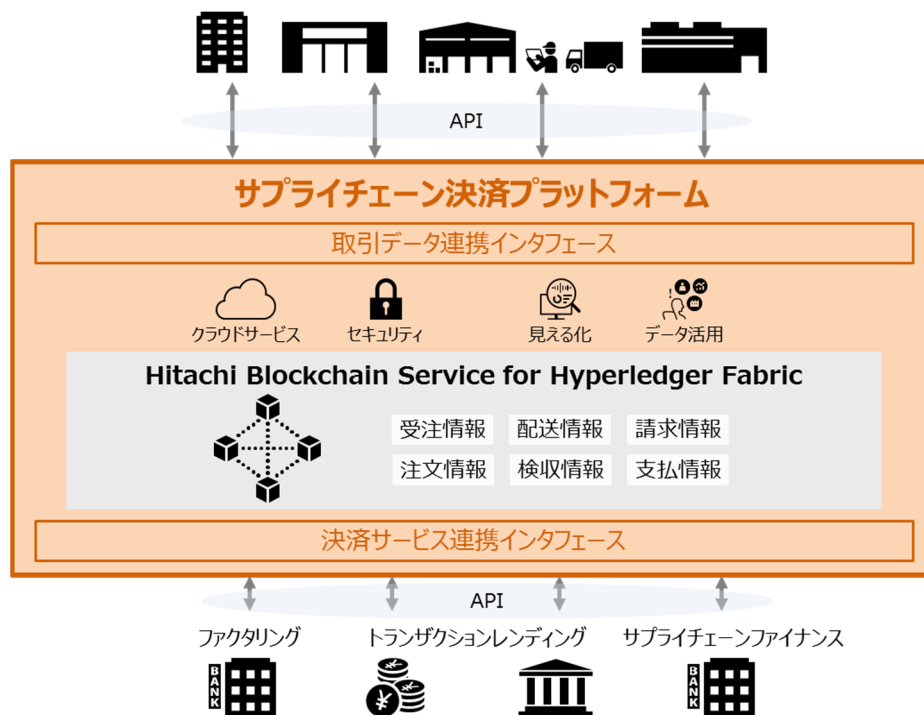 API
サプライチェーン決済プラットフォーム
取引データ連携インタフェース
クラウドサービス セキュリティ 見える化 データ活用
Hitachi Blockchain Service for Hyperledger Fabric
受注情報 配送情報 請求情報
注文情報 検収情報 支払情報
決済サービス連携インタフェース
API
ファクタリング トランザクションレンディング サプライチェーンファイナンス
BANK BANK